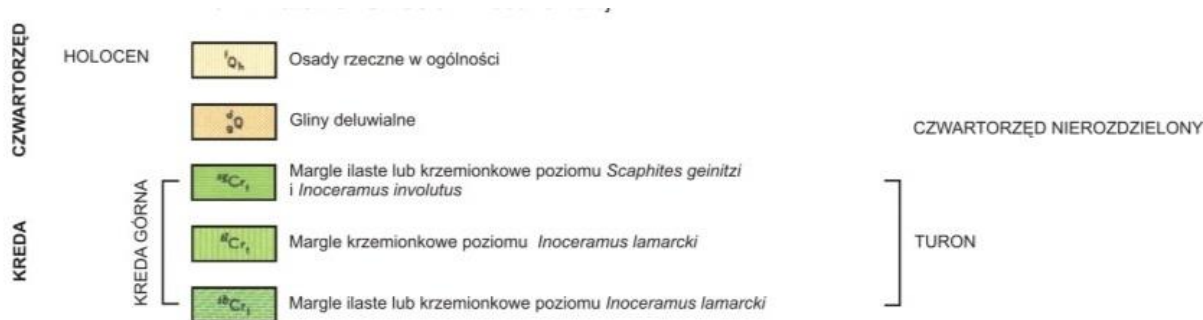 CZWARTORZĘD
HOLOCEN
Osady rzeczne w ogólności
Gliny deluwialne
CZWARTORZĘD NIEROZDZIELONY
KREDA
KREDA GÓRNA
Margle ilaste lub krzemionkowe poziomu Scaphites geinitzi
i Inoceramus involutus
Margle krzemionkowe poziomu Inoceramus lamarcki
TURON
Margle ilaste lub krzemionkowe poziomu Inoceramus lamarcki